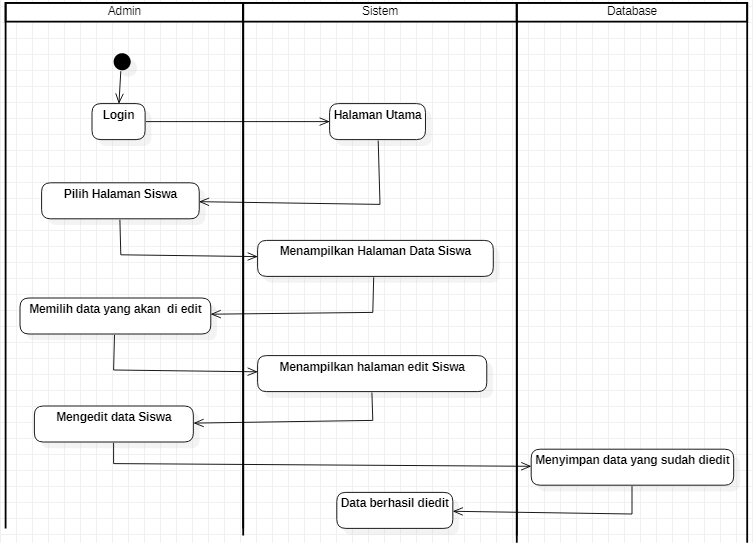 Admin
Sistem
Database
Login
Halaman Utama
Pilih Halaman Siswa
Menampilkan Halaman Data Siswa
Memilih data yang akan  di edit
Menampilkan halaman edit Siswa
Mengedit data Siswa
Menyimpan data yang sudah diedit
Data berhasil diedit